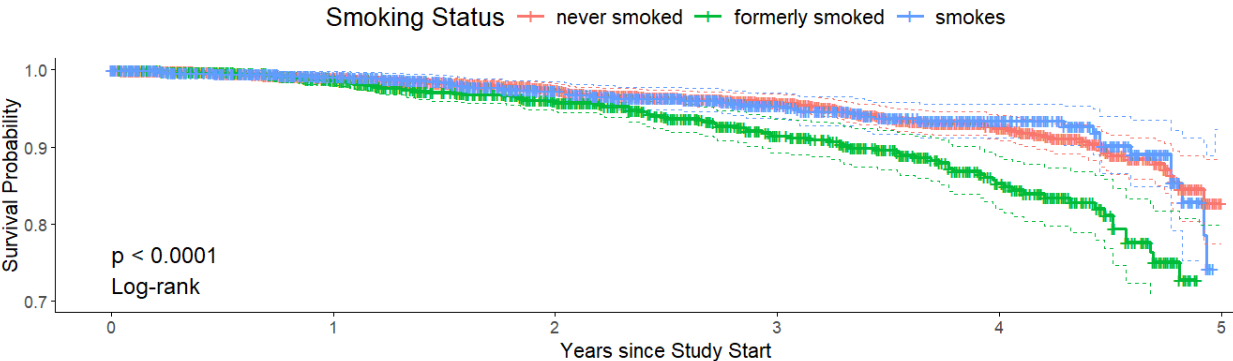 Smoking Status never smoked formerly smoked smokes
Survival Probability
1.0
0.9
0.8
0.7
p < 0.0001
Log-rank
0 1 2 3 4 5
Years since Study Start